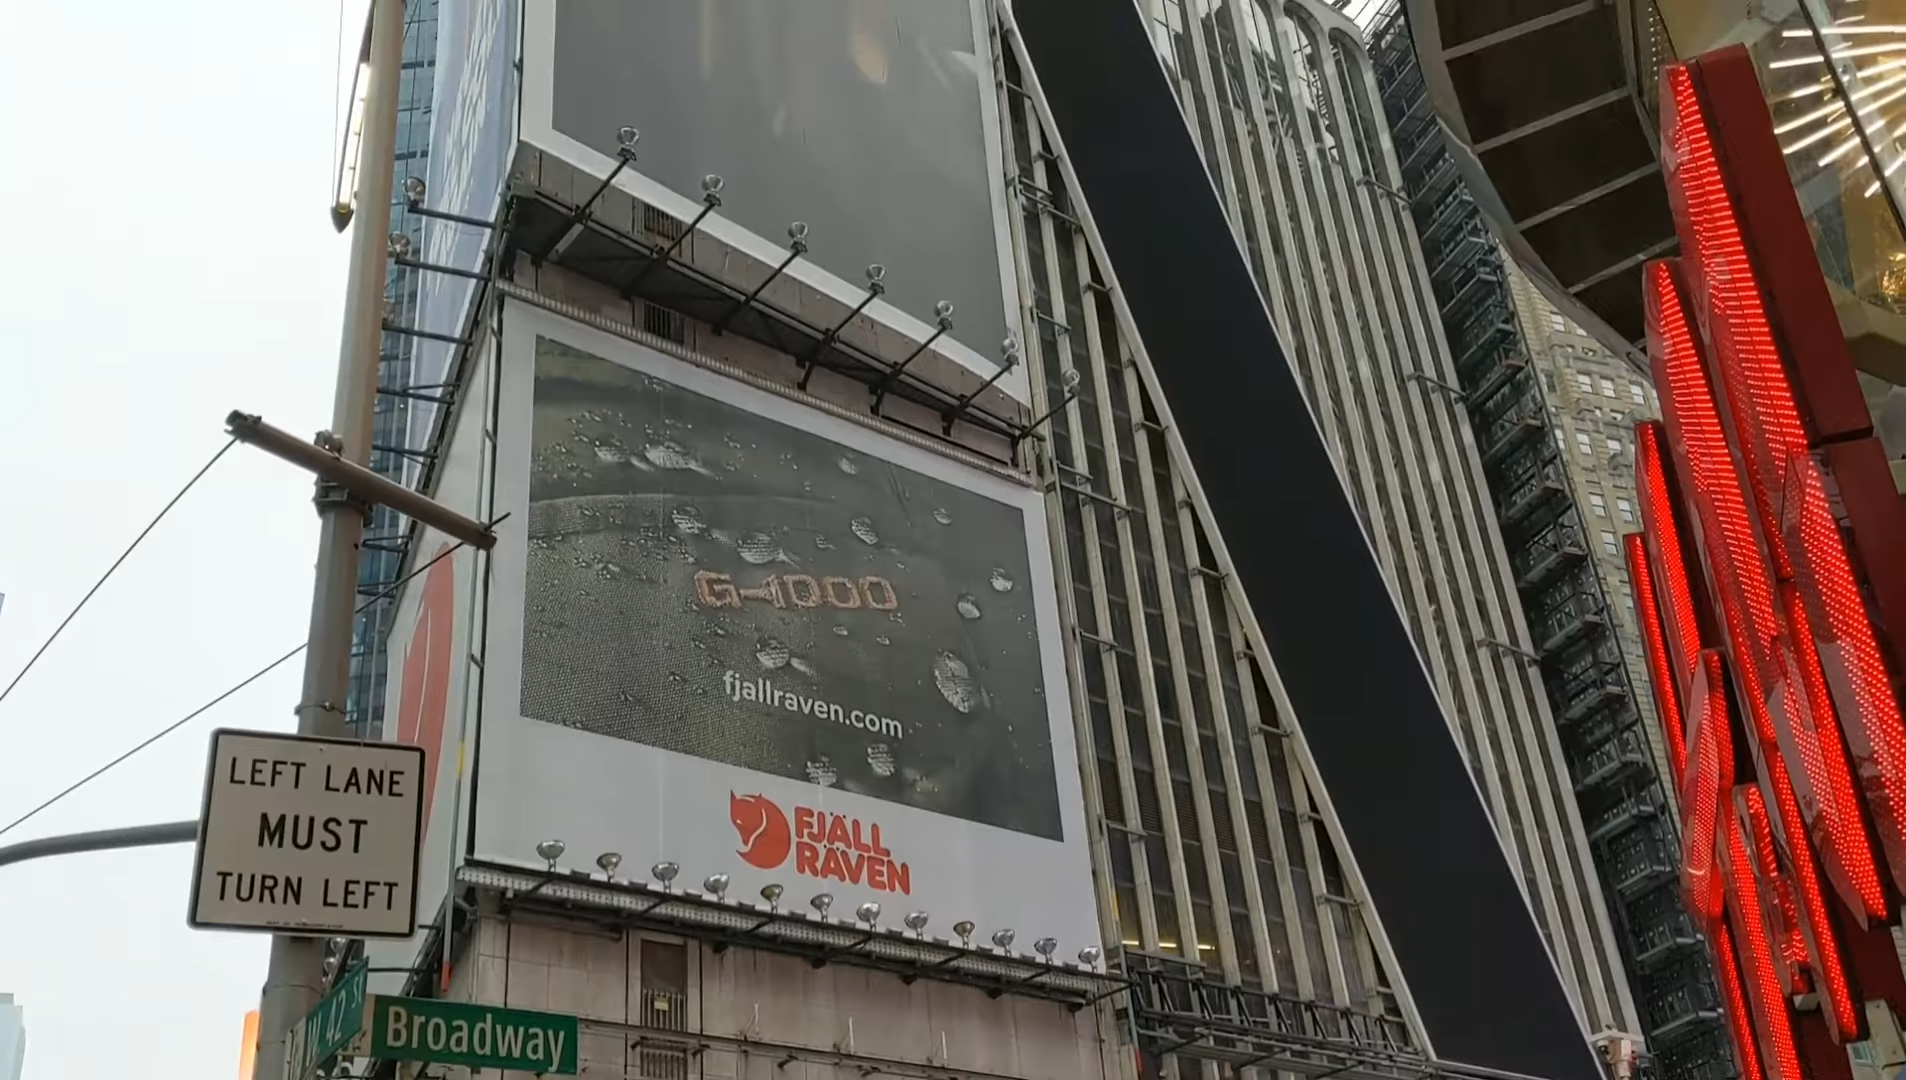 G-1000
fjallraven.com
FJÄLL
RÄVEN
LEFT LANE
MUST
TURN LEFT
W 42 ST
Broadway